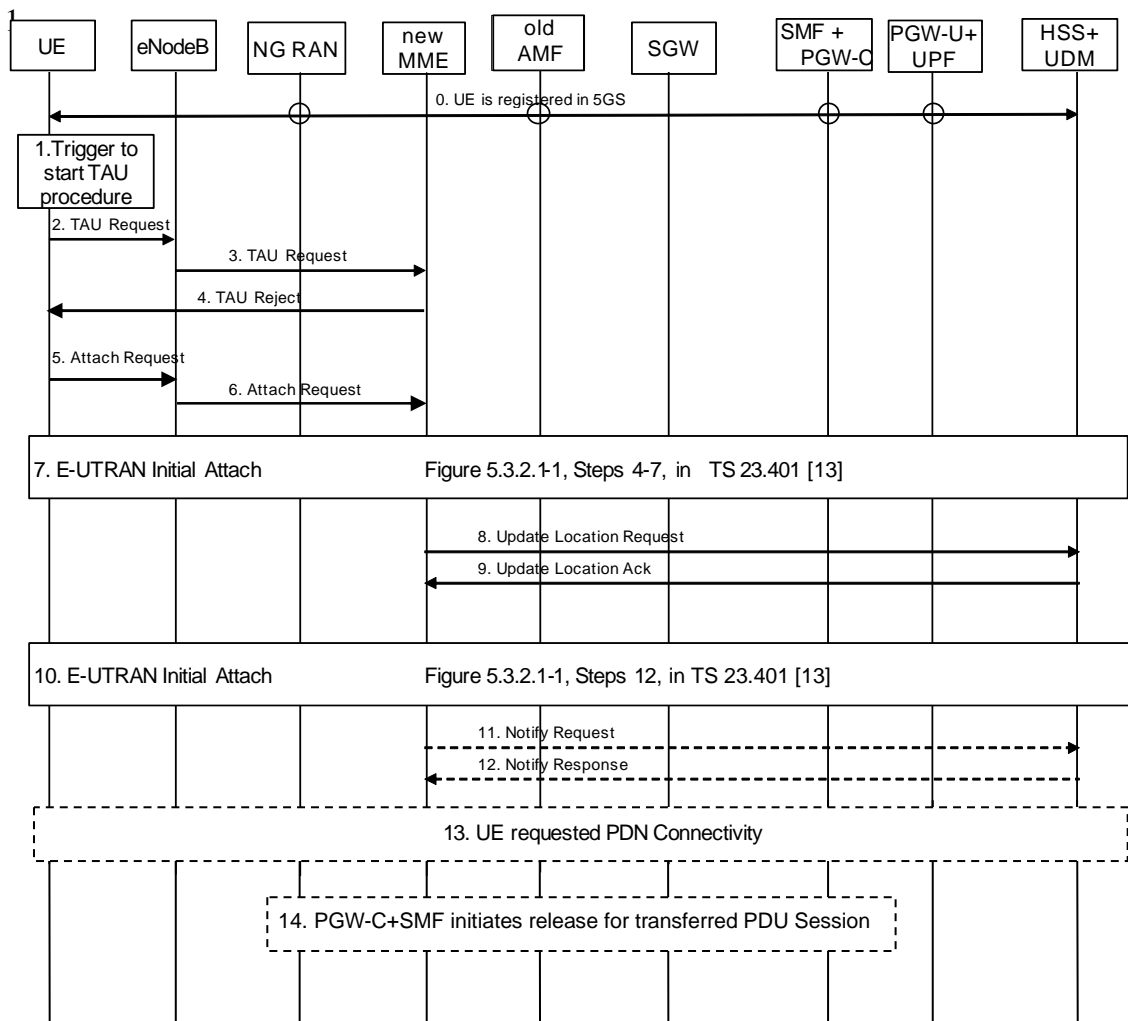 1
UE
eNodeB
NG RAN
new
MME
old
AMF
SGW
SMF +
PGW-C
PGW-U+
UPF
HSS+
UDM
0. UE is registered in 5GS
1.Trigger to
start TAU
procedure
2. TAU Request
3. TAU Request
4. TAU Reject
5. Attach Request
6. Attach Request
7. E-UTRAN Initial Attach Figure 5.3.2.1-1, Steps 4-7, in TS 23.401 [13]
8. Update Location Request
9. Update Location Ack
10. E-UTRAN Initial Attach Figure 5.3.2.1-1, Steps 12, in TS 23.401 [13]
11. Notify Request
12. Notify Response
13. UE requested PDN Connectivity
14. PGW-C+SMF initiates release for transferred PDU Session